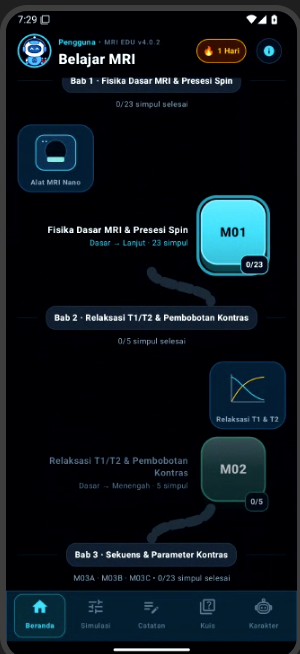 7:29
Pengguna · MRI EDU v4.0.2
Belajar MRI
🔥 1 Hari
i
Bab 1 · Fisika Dasar MRI & Presesi Spin
0/23 simpul selesai
Alat MRI Nano
Fisika Dasar MRI & Presesi Spin
Dasar → Lanjut · 23 simpul
M01
0/23
Bab 2 · Relaksasi T1/T2 & Pembobotan Kontras
0/5 simpul selesai
Relaksasi T1 & T2
Relaksasi T1/T2 & Pembobotan
Kontras
Dasar → Menengah · 5 simpul
M02
0/5
Bab 3 · Sekuens & Parameter Kontras
M03A · M03B · M03C • 0/23 simpul selesai
Beranda
Simulasi
Catatan
Kuis
Karakter